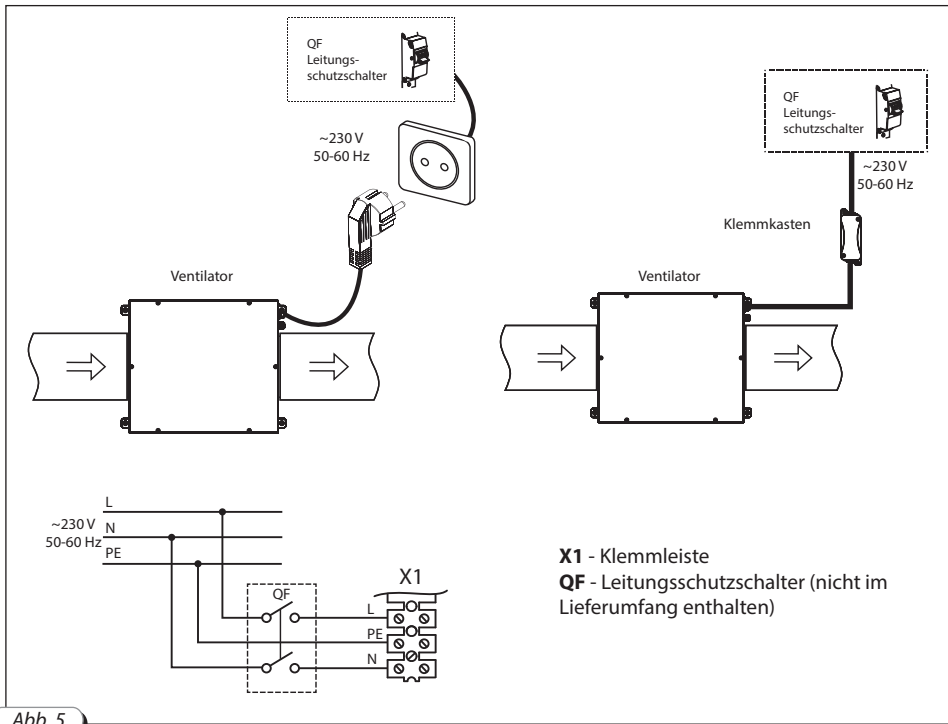 QF
Leitungs-
schutzschalter
~230 V
50-60 Hz
Ventilator
QF
Leitungs-
schutzschalter
~230 V
50-60 Hz
Klemmkasten
Ventilator
L
~230 V
N
50-60 Hz
PE
QF
X1
L
PE
N
X1 - Klemmleiste
QF - Leitungsschutzschalter (nicht im
Lieferumfang enthalten)
Abb. 5